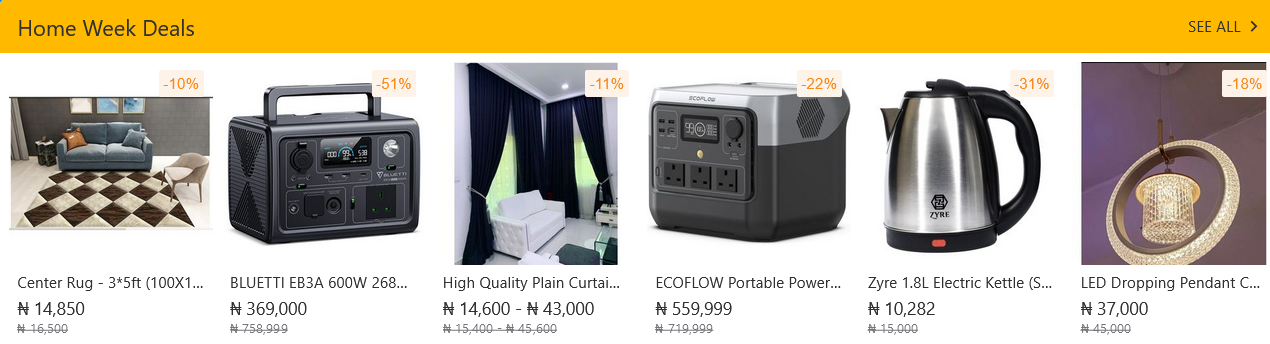 Home Week Deals
SEE ALL
-10%
-51%
-11%
-22%
-31%
-18%
BLUETTI
ECOFLOW
ZYRE
Center Rug - 3*5ft (100X1...
₦ 14,850
₦ 16,500
BLUETTI EB3A 600W 268...
₦ 369,000
₦ 758,999
High Quality Plain Curtai...
₦ 14,600 - ₦ 43,000
₦ 15,400 - ₦ 45,600
ECOFLOW Portable Power...
₦ 559,999
₦ 719,999
Zyre 1.8L Electric Kettle (S...
₦ 10,282
₦ 15,000
LED Dropping Pendant C...
₦ 37,000
₦ 45,000